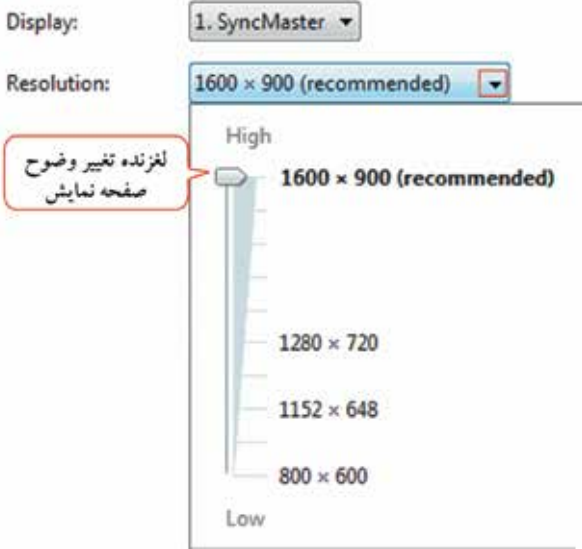 Display: 1. SyncMaster
Resolution: 1600 × 900 (recommended)
High
لغزنده تغییر وضوح
صفحه نمایش
1600 × 900 (recommended)
1280 × 720
1152 × 648
800 × 600
Low